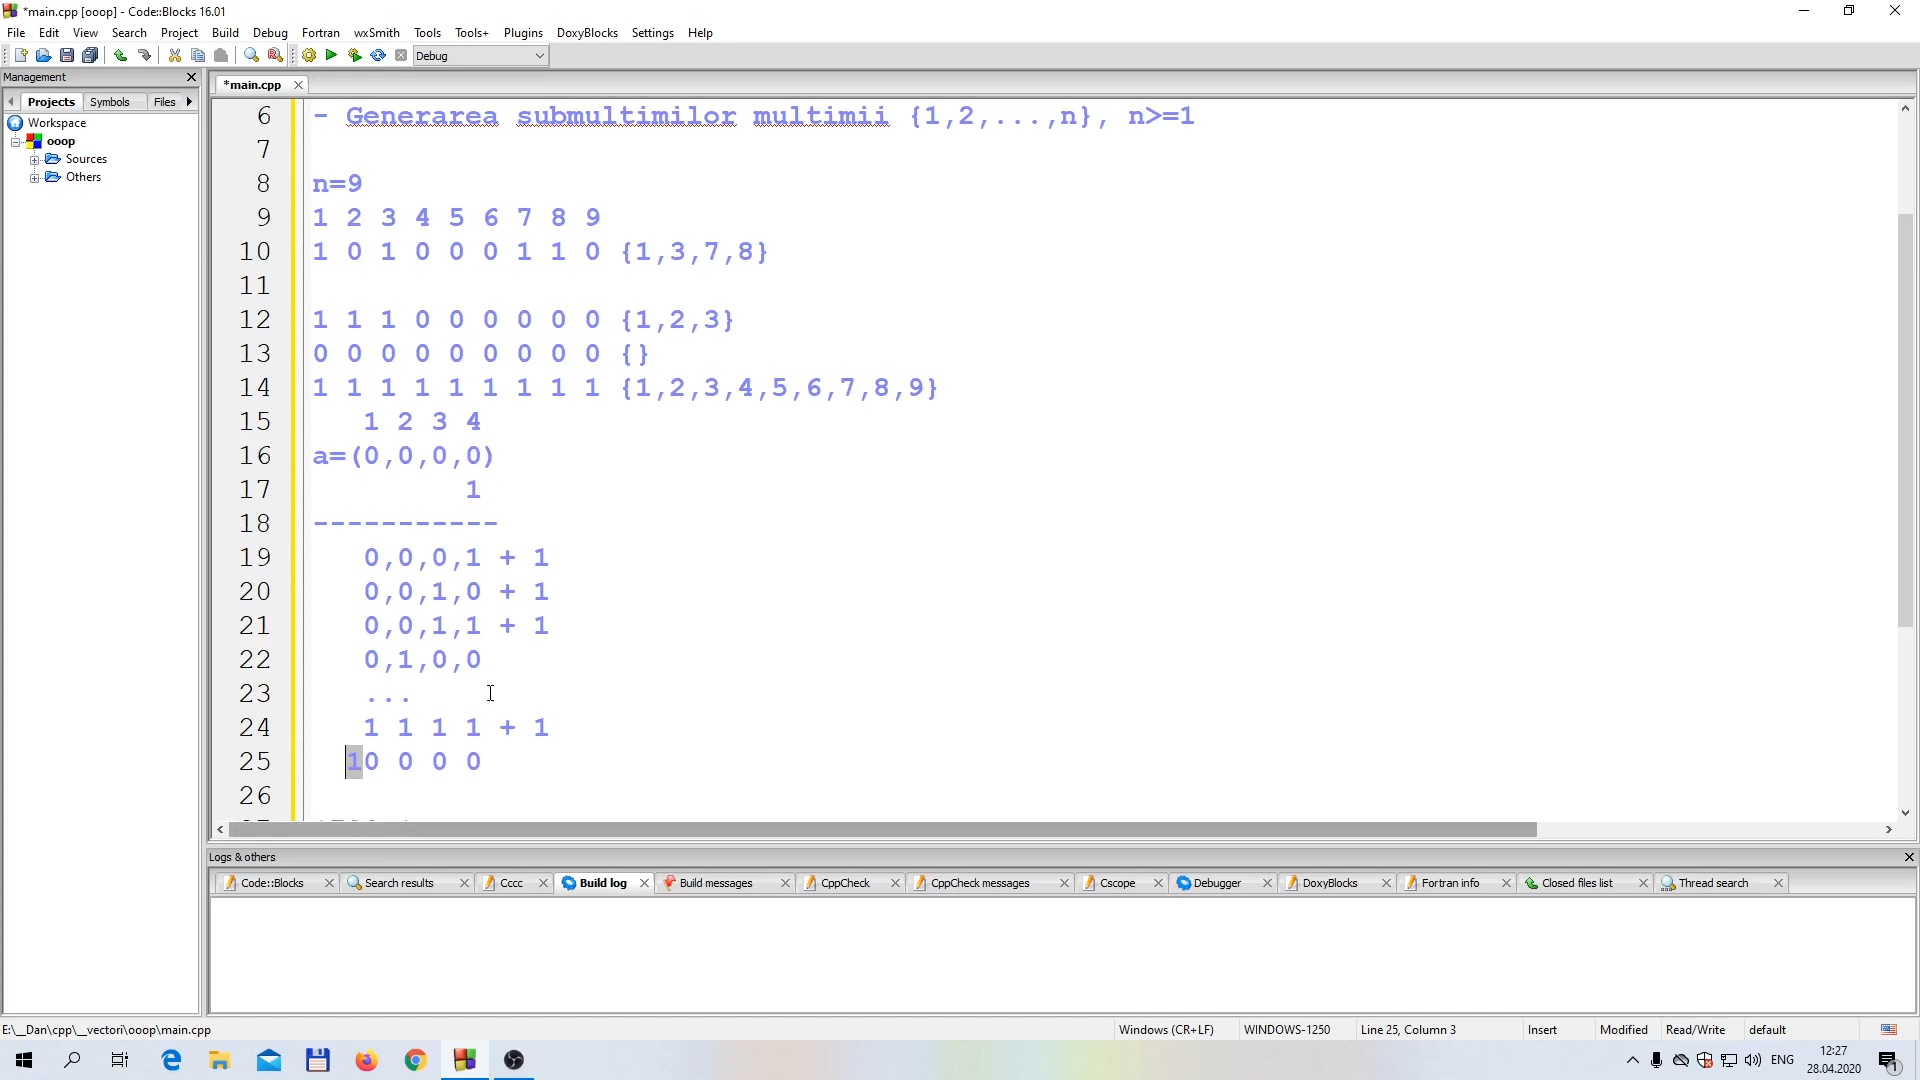 *main.cpp [ooop] - Code::Blocks 16.01
File Edit View Search Project Build Debug Fortran wxSmith Tools Tools+ Plugins DoxyBlocks Settings Help
Debug
Management
*main.cpp
Projects Symbols Files
Workspace
ooop
Sources
Others
6 - Generarea submultimilor multimii {1,2,...,n}, n>=1
7
8 n=9
9 1 2 3 4 5 6 7 8 9
10 1 0 1 0 0 0 1 1 0 {1,3,7,8}
11
12 1 1 1 0 0 0 0 0 0 {1,2,3}
13 0 0 0 0 0 0 0 0 0 {}
14 1 1 1 1 1 1 1 1 1 {1,2,3,4,5,6,7,8,9}
15 1 2 3 4
16 a=(0,0,0,0)
17 1
18 -----------
19 0,0,0,1 + 1
20 0,0,1,0 + 1
21 0,0,1,1 + 1
22 0,1,0,0
23 ...
24 1 1 1 1 + 1
25 10 0 0 0
26
Logs & others
Code::Blocks Search results Cccc Build log Build messages CppCheck CppCheck messages Cscope Debugger DoxyBlocks Fortran info Closed files list Thread search
E:\__Dan\cpp\__vectori\ooop\main.cpp Windows (CR+LF) WINDOWS-1250 Line 25, Column 3 Insert Modified Read/Write default
ENG
12:27
28.04.2020
1